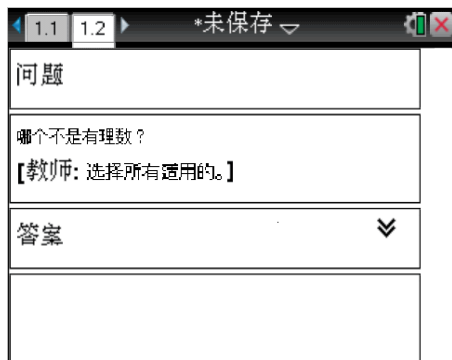 1.1 1.2 *未保存
问题
哪个不是有理数？
[教师: 选择所有适用的。]
答案